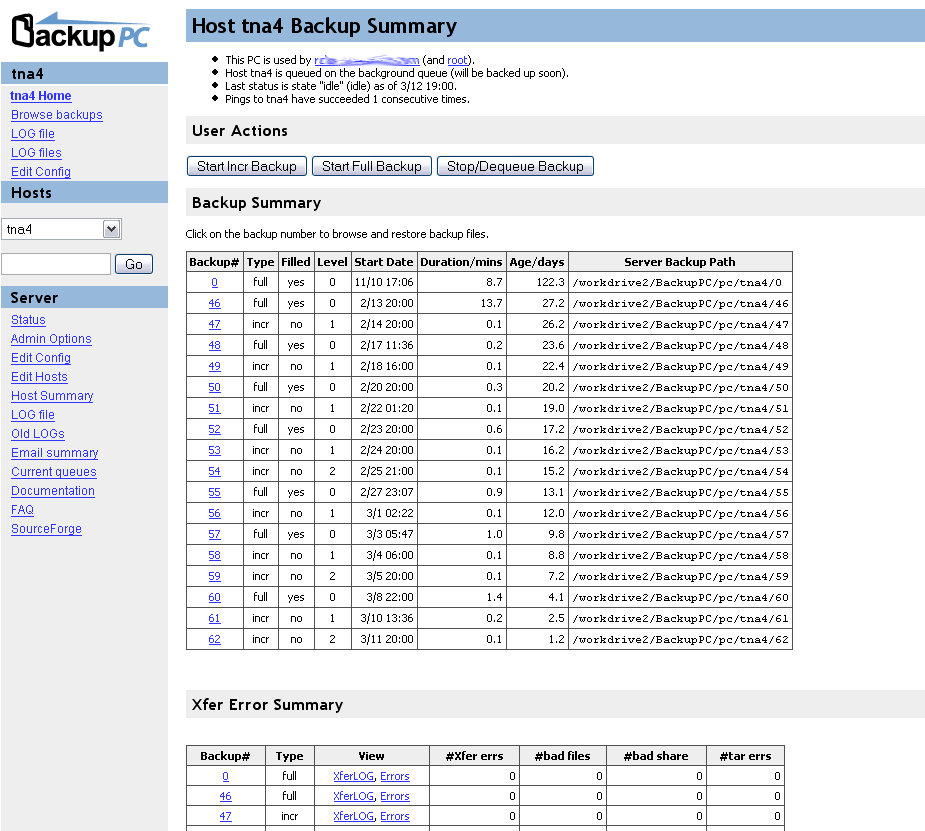 BackupPC
tna4
tna4 Home
Browse backups
LOG file
LOG files
Edit Config
Hosts
tna4
Go
Server
Status
Admin Options
Edit Config
Edit Hosts
Host Summary
LOG file
Old LOGs
Email summary
Current queues
Documentation
FAQ
SourceForge
Host tna4 Backup Summary
This PC is used by (and root).
Host tna4 is queued on the background queue (will be backed up soon).
Last status is state "idle" (idle) as of 3/12 19:00.
Pings to tna4 have succeeded 1 consecutive times.
User Actions
Start Incr Backup Start Full Backup Stop/Dequeue Backup
Backup Summary
Click on the backup number to browse and restore backup files.
Backup# Type Filled Level Start Date Duration/mins Age/days Server Backup Path
0 full yes 0 11/10 17:06 8.7 122.3 /workdrive2/BackupPC/pc/tna4/0
46 full yes 0 2/13 20:00 13.7 27.2 /workdrive2/BackupPC/pc/tna4/46
47 incr no 1 2/14 20:00 0.1 26.2 /workdrive2/BackupPC/pc/tna4/47
48 full yes 0 2/17 11:36 0.2 23.6 /workdrive2/BackupPC/pc/tna4/48
49 incr no 1 2/18 16:00 0.1 22.4 /workdrive2/BackupPC/pc/tna4/49
50 full yes 0 2/20 20:00 0.3 20.2 /workdrive2/BackupPC/pc/tna4/50
51 incr no 1 2/22 01:20 0.1 19.0 /workdrive2/BackupPC/pc/tna4/51
52 full yes 0 2/23 20:00 0.6 17.2 /workdrive2/BackupPC/pc/tna4/52
53 incr no 1 2/24 20:00 0.1 16.2 /workdrive2/BackupPC/pc/tna4/53
54 incr no 2 2/25 21:00 0.1 15.2 /workdrive2/BackupPC/pc/tna4/54
55 full yes 0 2/27 23:07 0.9 13.1 /workdrive2/BackupPC/pc/tna4/55
56 incr no 1 3/1 02:22 0.1 12.0 /workdrive2/BackupPC/pc/tna4/56
57 full yes 0 3/3 05:47 1.0 9.8 /workdrive2/BackupPC/pc/tna4/57
58 incr no 1 3/4 06:00 0.1 8.8 /workdrive2/BackupPC/pc/tna4/58
59 incr no 2 3/5 20:00 0.1 7.2 /workdrive2/BackupPC/pc/tna4/59
60 full yes 0 3/8 22:00 1.4 4.1 /workdrive2/BackupPC/pc/tna4/60
61 incr no 1 3/10 13:36 0.2 2.5 /workdrive2/BackupPC/pc/tna4/61
62 incr no 2 3/11 20:00 0.1 1.2 /workdrive2/BackupPC/pc/tna4/62
Xfer Error Summary
Backup# Type View #Xfer errs #bad files #bad share #tar errs
0 full XferLOG, Errors 0 0 0 0
46 full XferLOG, Errors 0 0 0 0
47 incr XferLOG, Errors 0 0 0 0